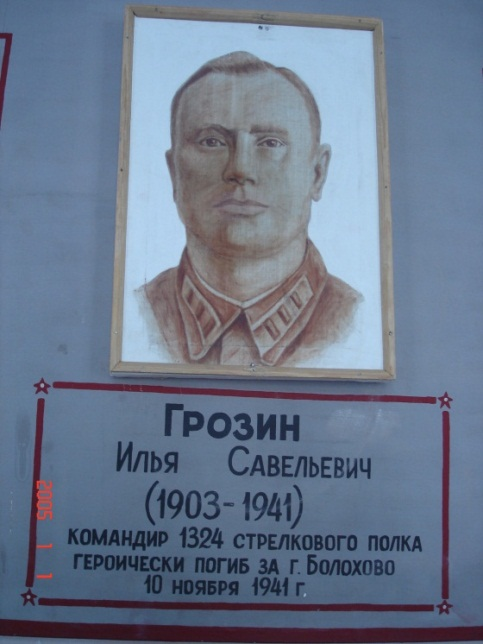 ГРОЗИН
ИЛЬЯ САВЕЛЬЕВИЧ
(1903-1941)
КОМАНДИР 1324 СТРЕЛКОВОГО ПОЛКА
ГЕРОИЧЕСКИ ПОГИБ ЗА Г. БОЛОХОВО
10 НОЯБРЯ 1941 Г.
2005 1 1